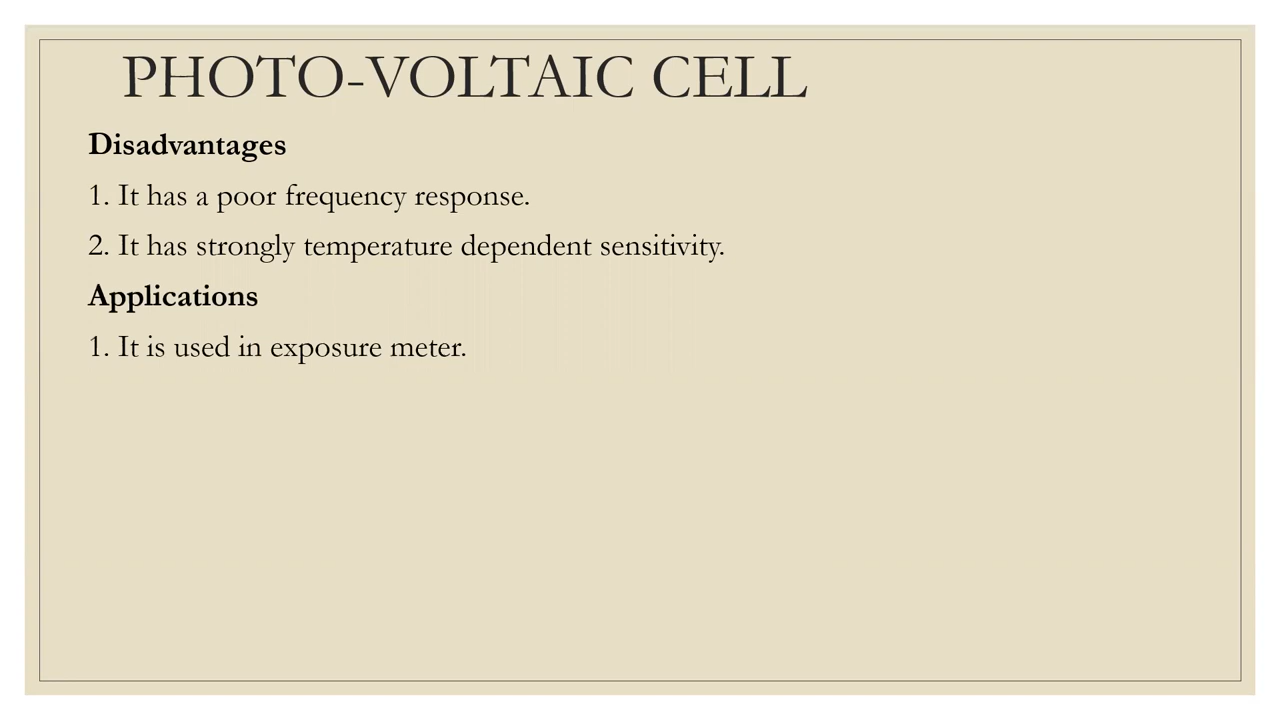 PHOTO-VOLTAIC CELL
Disadvantages
1. It has a poor frequency response.
2. It has strongly temperature dependent sensitivity.
Applications
1. It is used in exposure meter.